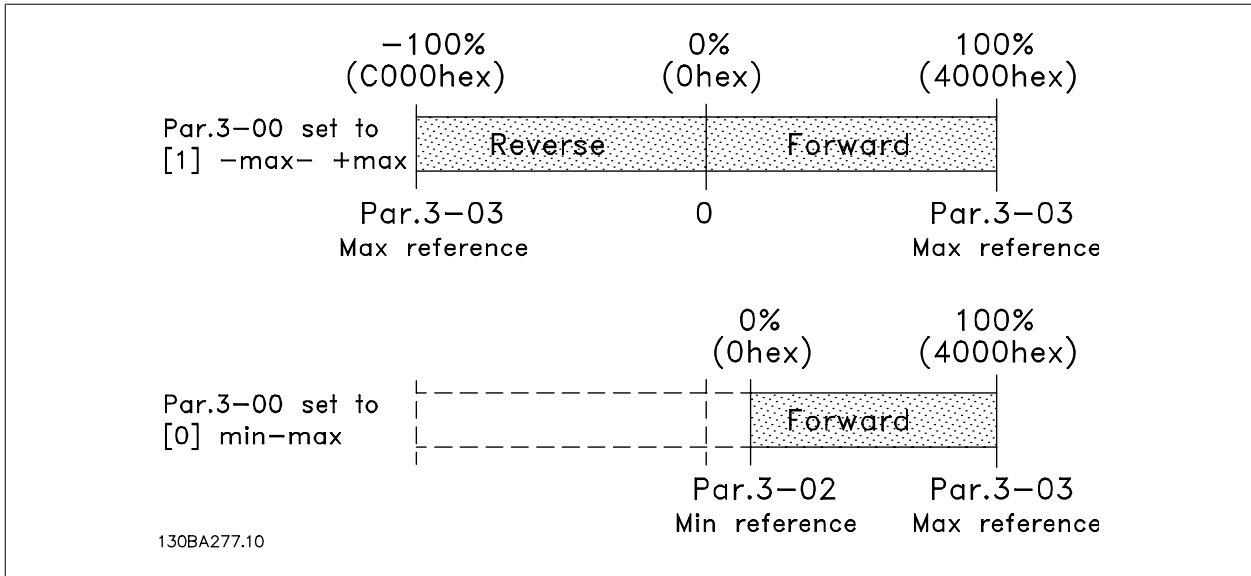 -100%
(C000hex)
0%
(0hex)
100%
(4000hex)
Par.3-00 set to
[1] -max- +max
Reverse
Forward
Par.3-03
Max reference
0
Par.3-03
Max reference
0%
(0hex)
100%
(4000hex)
Par.3-00 set to
[0] min-max
Forward
Par.3-02
Min reference
Par.3-03
Max reference
130BA277.10